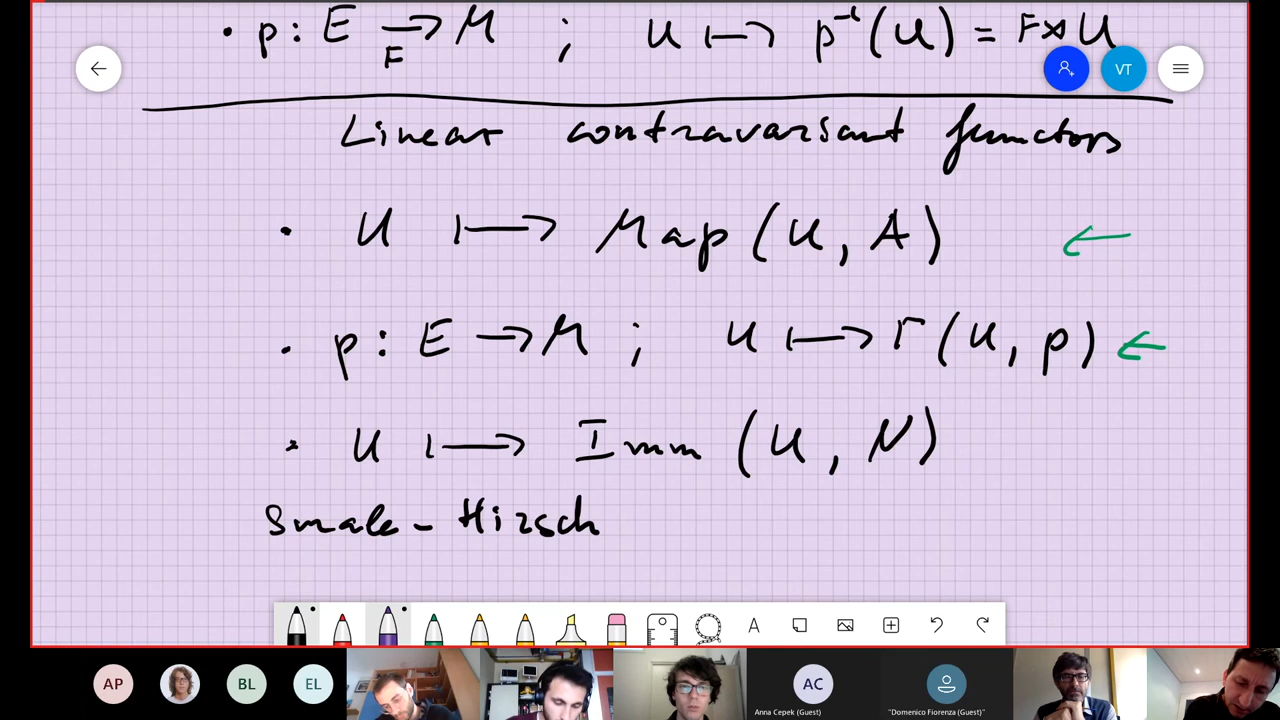 • p : E →_F M ; U ↦ p⁻¹(U) = F ⋊ U
VT
Linear contravariant functors
• U ↦ Map (U, A) ←
• p : E → M ; U ↦ Γ (U, p) ←
• U ↦ Imm (U, N)
Smale - Hirsch
A
AP
BL
EL
AC
Anna Cepek (Guest)
"Domenico Fiorenza (Guest)"